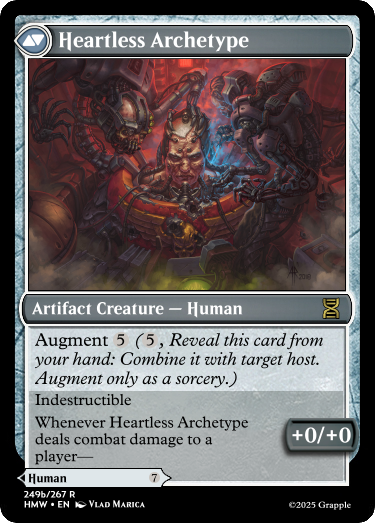 Heartless Archetype
Artifact Creature — Human
Augment 5 (5, Reveal this card from
your hand: Combine it with target host.
Augment only as a sorcery.)
Indestructible
Whenever Heartless Archetype
deals combat damage to a
player—
+0/+0
Human 7
249b/267 R
HMW • EN Vlad Marica
©2025 Grapple